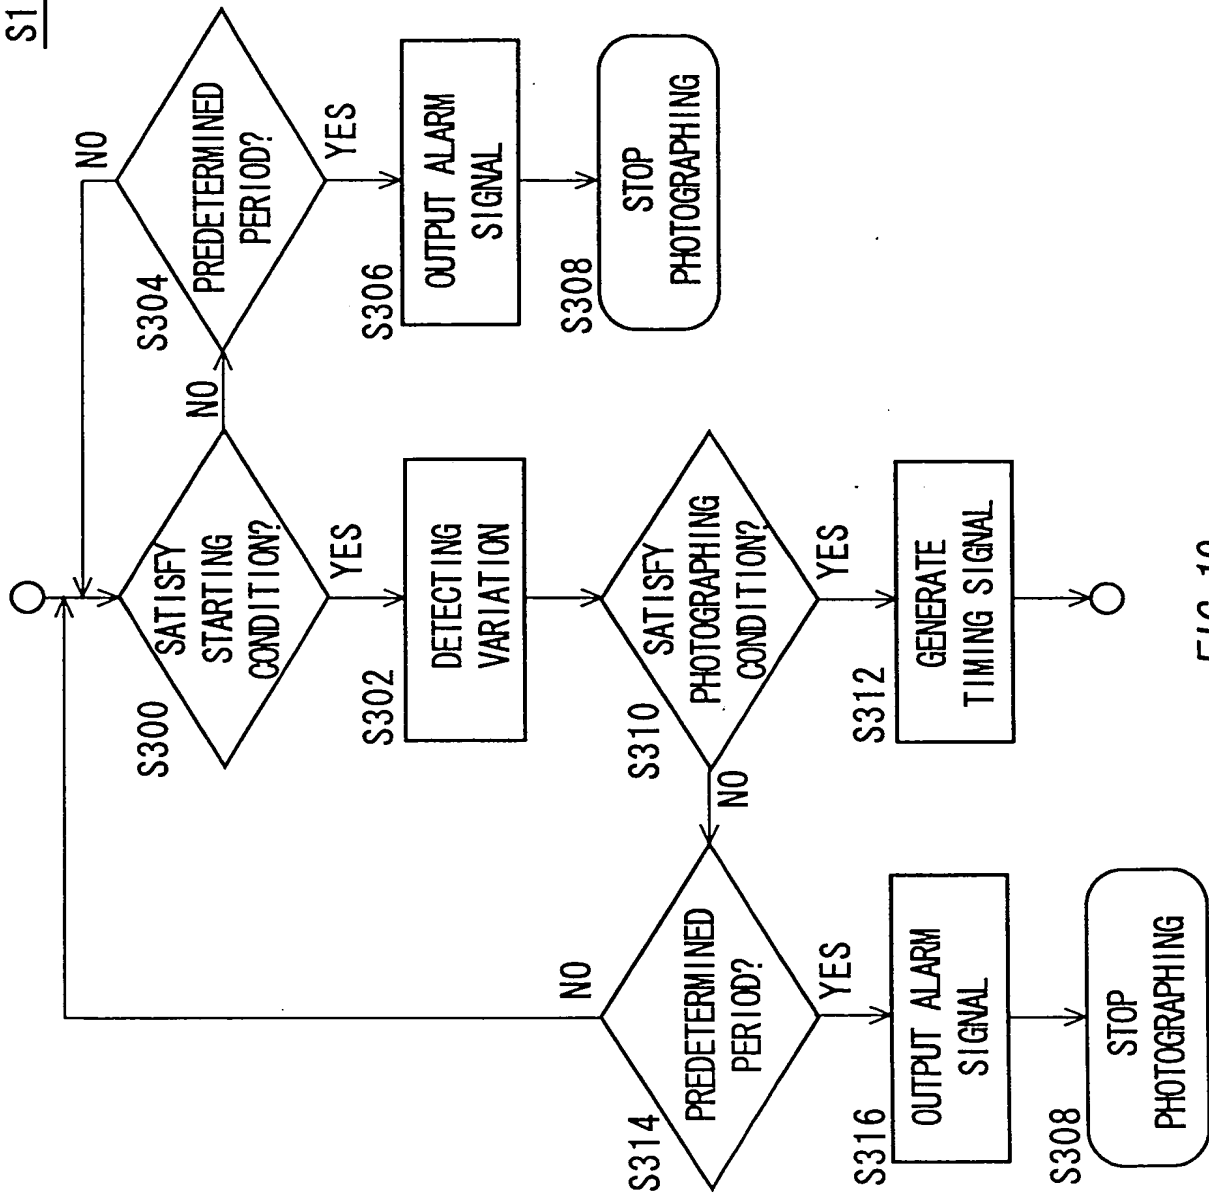 S1
SATISFY
STARTING
CONDITION?
S300
NO
YES
PREDETERMINED
PERIOD?
S304
NO
YES
OUTPUT ALARM
SIGNAL
S306
STOP
PHOTOGRAPHING
S308
DETECTING
VARIATION
S302
SATISFY
PHOTOGRAPHING
CONDITION?
S310
NO
YES
GENERATE
TIMING SIGNAL
S312
PREDETERMINED
PERIOD?
S314
NO
YES
OUTPUT ALARM
SIGNAL
S316
STOP
PHOTOGRAPHING
S308